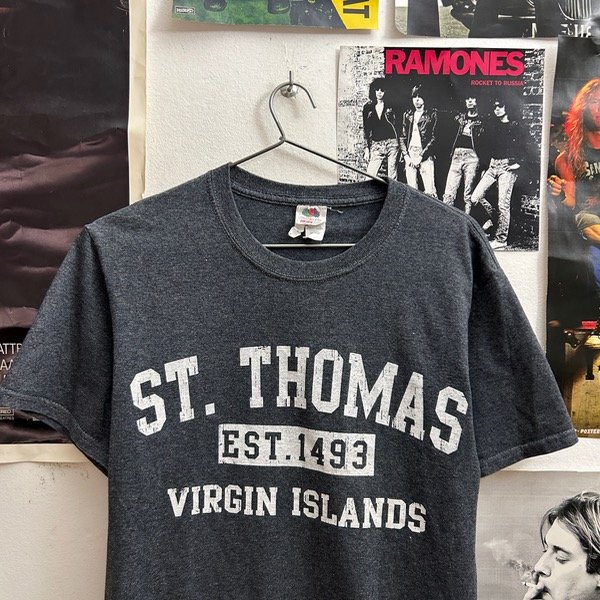 RAMONES
ROCKET TO RUSSIA
ST. THOMAS
EST.1493
VIRGIN ISLANDS